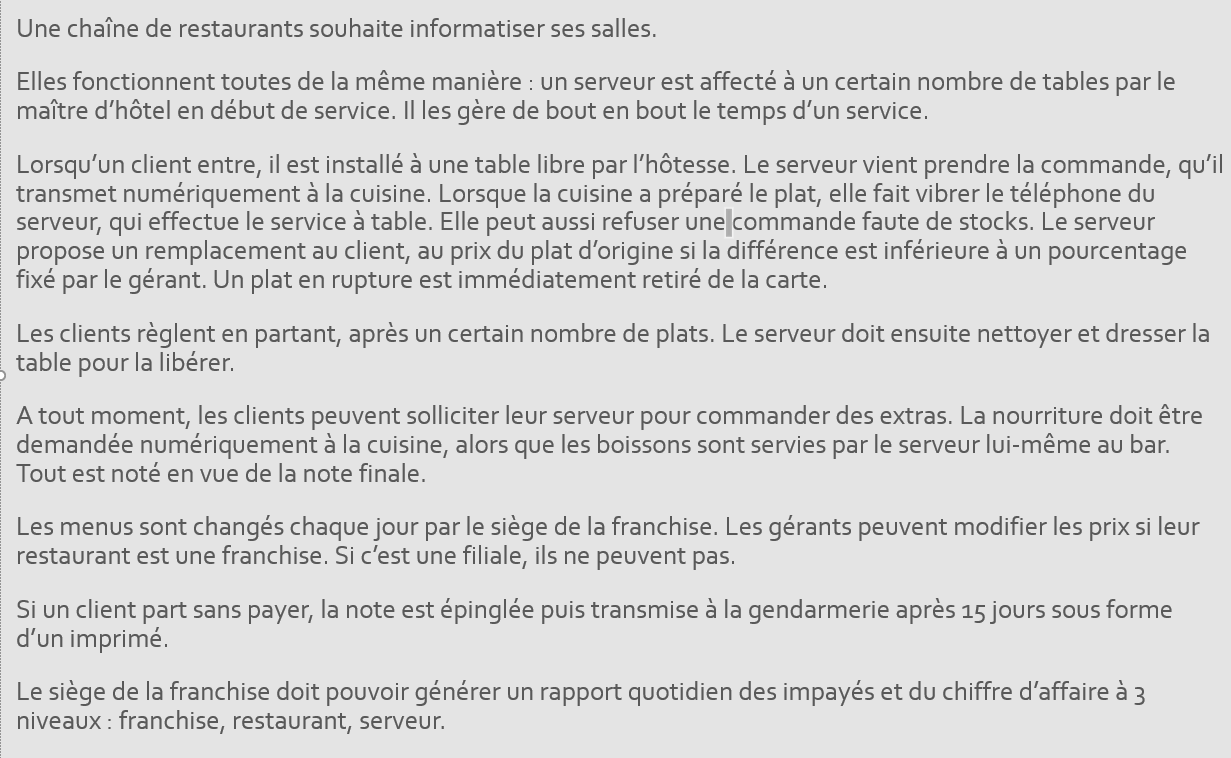 Une chaîne de restaurants souhaite informatiser ses salles.
Elles fonctionnent toutes de la même manière : un serveur est affecté à un certain nombre de tables par le
maître d’hôtel en début de service. Il les gère de bout en bout le temps d’un service.
Lorsqu’un client entre, il est installé à une table libre par l’hôtesse. Le serveur vient prendre la commande, qu’il
transmet numériquement à la cuisine. Lorsque la cuisine a préparé le plat, elle fait vibrer le téléphone du
serveur, qui effectue le service à table. Elle peut aussi refuser une commande faute de stocks. Le serveur
propose un remplacement au client, au prix du plat d’origine si la différence est inférieure à un pourcentage
fixé par le gérant. Un plat en rupture est immédiatement retiré de la carte.
Les clients règlent en partant, après un certain nombre de plats. Le serveur doit ensuite nettoyer et dresser la
table pour la libérer.
A tout moment, les clients peuvent solliciter leur serveur pour commander des extras. La nourriture doit être
demandée numériquement à la cuisine, alors que les boissons sont servies par le serveur lui-même au bar.
Tout est noté en vue de la note finale.
Les menus sont changés chaque jour par le siège de la franchise. Les gérants peuvent modifier les prix si leur
restaurant est une franchise. Si c’est une filiale, ils ne peuvent pas.
Si un client part sans payer, la note est épinglée puis transmise à la gendarmerie après 15 jours sous forme
d’un imprimé.
Le siège de la franchise doit pouvoir générer un rapport quotidien des impayés et du chiffre d’affaire à 3
niveaux : franchise, restaurant, serveur.